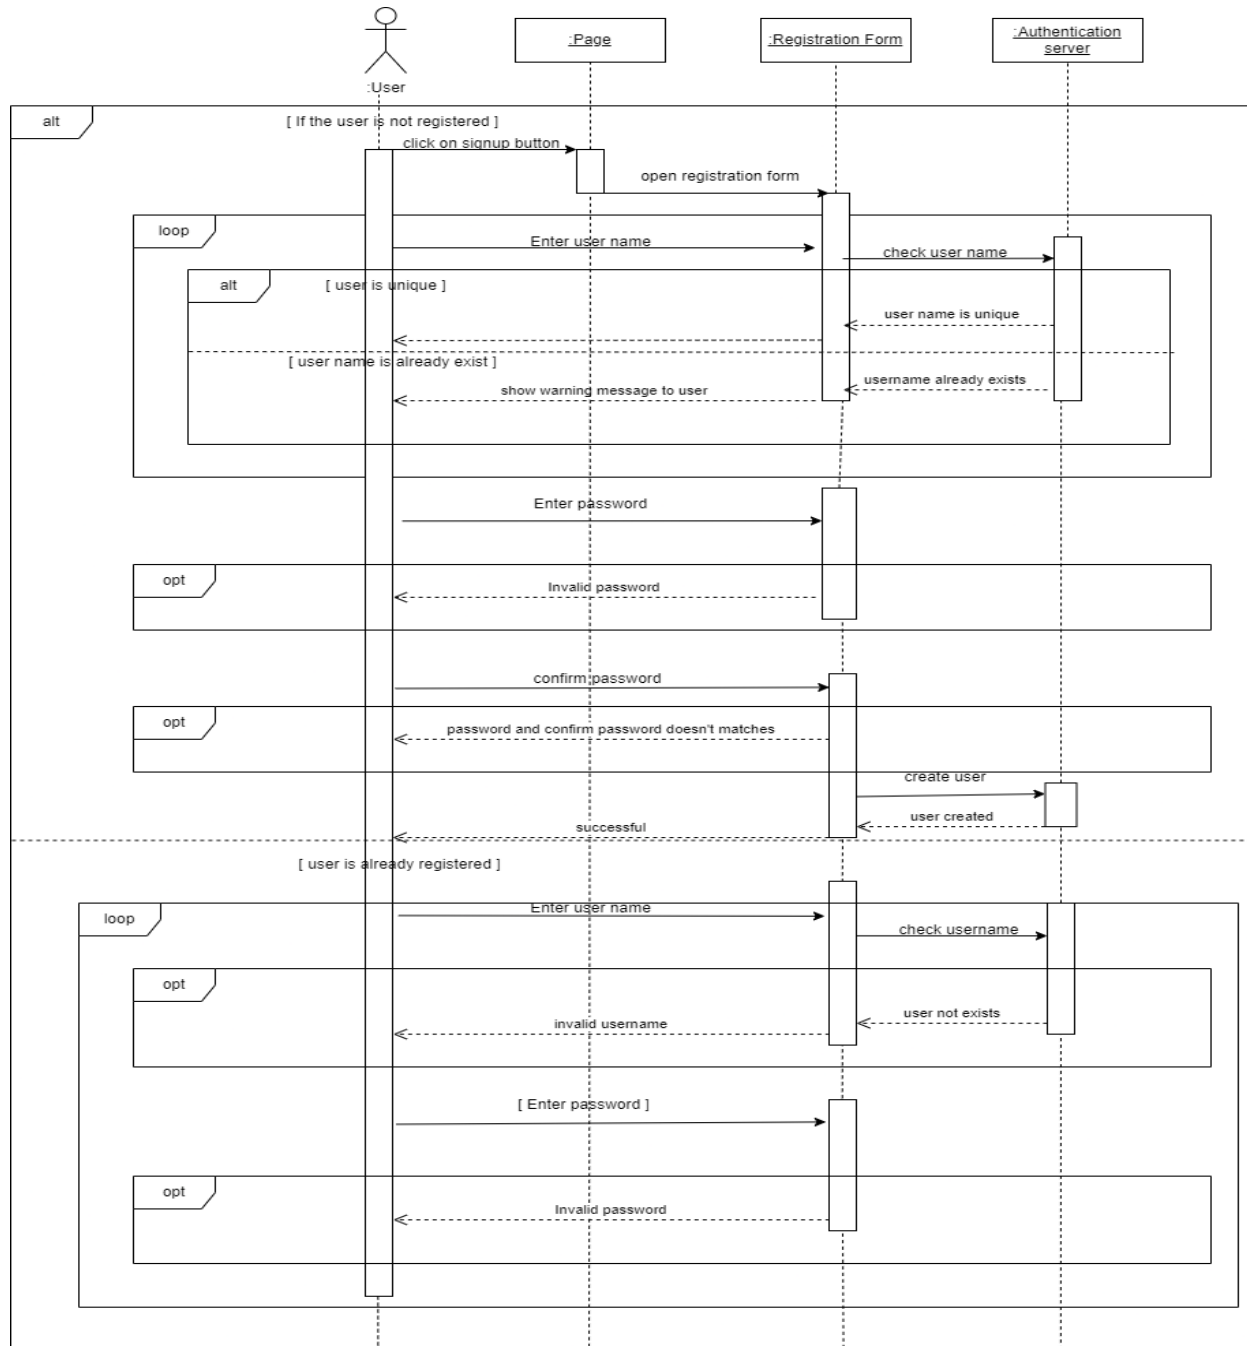 :User
:Page
:Registration Form
:Authentication
server
alt
[ If the user is not registered ]
click on signup button
open registration form
loop
Enter user name
check user name
alt
[ user is unique ]
user name is unique
[ user name is already exist ]
username already exists
show warning message to user
Enter password
opt
Invalid password
confirm password
opt
password and confirm password doesn't matches
create user
user created
successful
[ user is already registered ]
loop
Enter user name
check username
opt
user not exists
invalid username
[ Enter password ]
opt
Invalid password